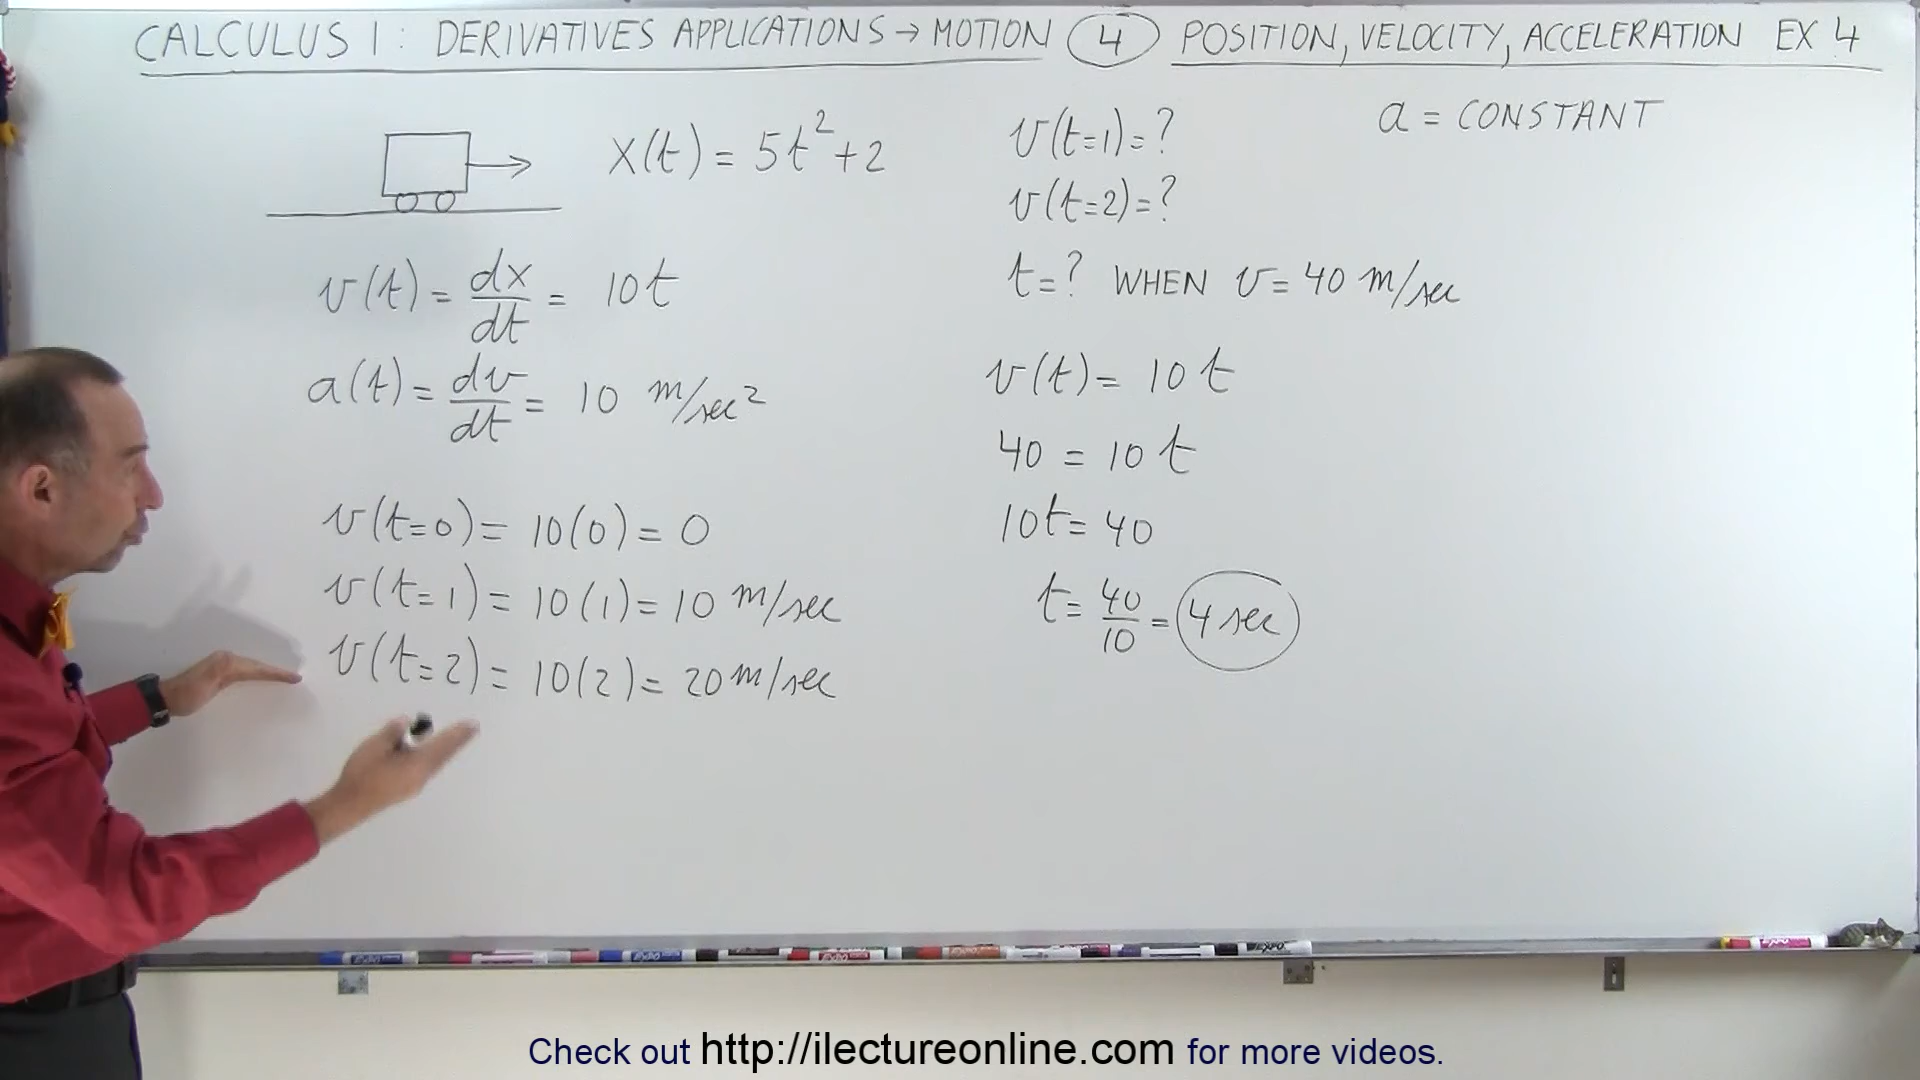 CALCULUS 1: DERIVATIVES APPLICATIONS → MOTION 4 POSITION, VELOCITY, ACCELERATION EX 4
x(t) = 5t²+2
v(t) = dx/dt = 10t
a(t) = dv/dt = 10 m/sec²
v(t=0) = 10(0) = 0
v(t=1) = 10(1) = 10 m/sec
v(t=2) = 10(2) = 20 m/sec
v(t=1)=?
v(t=2)=?
t=? WHEN v = 40 m/sec
v(t) = 10t
40 = 10t
10t = 40
t = 40/10 = 4 sec
a = CONSTANT
Check out http://ilectureonline.com for more videos.